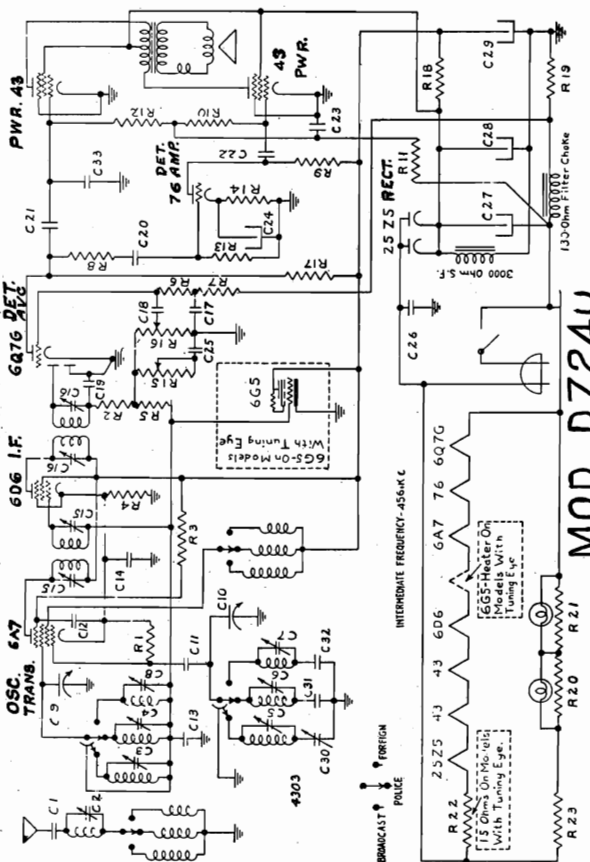 PWR. 43
43 PWR.
OSC. TRANS.
6A7
6D6 I.F.
6Q7G DET. AVC
DET. 76 AMP.
25Z5 RECT.
C1
C2
C3
C4
C8
C9
C13
R1
C12
C11
C10
C14
C15
C15
R3
R4
C16
C16
C19
R2
R5
R15
R16
C25
C18
C17
R6
R7
R8
C20
C21
C33
R12
R10
C22
C23
R14
R13
C24
R9
R17
R11
R18
R19
C26
C27
C28
C29
C5
C6
C7
C30
C31
C32
4303
6G5
6G5-On Models
With Tuning Eye
3000 Ohm S.F.
130-Ohm Filter Choke
INTERMEDIATE FREQUENCY-456 KC
BROADCAST
POLICE
FOREIGN
25Z5
43
43
6D6
6A7
76
6Q7G
6G5-Heater On
Models With
Tuning Eye
R22
15 Ohms On Models
With Tuning Eye.
R23
R20
R21
MOD D724U